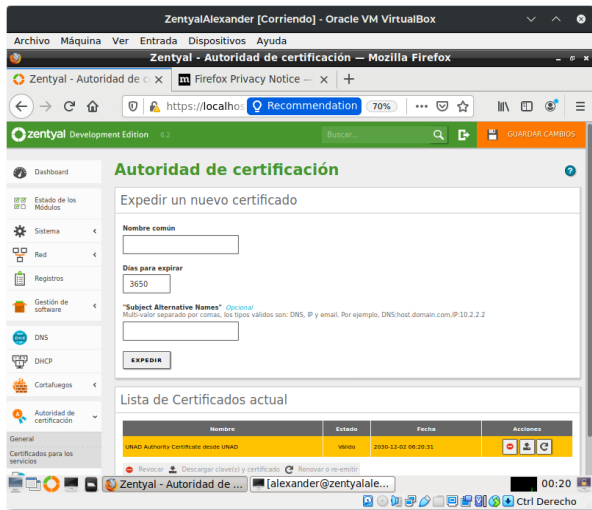 ZentyalAlexander [Corriendo] - Oracle VM VirtualBox
Archivo Máquina Ver Entrada Dispositivos Ayuda
Zentyal - Autoridad de certificación — Mozilla Firefox
Zentyal - Autoridad de c
Firefox Privacy Notice —
https://localhos
Recommendation
70%
zentyal Development Edition 6.2
Buscar...
GUARDAR CAMBIOS
Dashboard
Estado de los
Módulos
Sistema
Red
Registros
Gestión de
software
DNS
DHCP
Cortafuegos
Autoridad de
certificación
General
Certificados para los
servicios
Autoridad de certificación
Expedir un nuevo certificado
Nombre común
Días para expirar
3650
"Subject Alternative Names" Opcional
Multi-valor separado por comas, los tipos válidos son: DNS, IP y email. Por ejemplo, DNS:host.domain.com,IP:10.2.2.2
EXPEDIR
Lista de Certificados actual
Nombre Estado Fecha Acciones
UNAD Authority Certificate desde UNAD Válido 2030-12-02 06:20:31
Revocar Descargar clave(s) y certificado Renovar o re-emitir
Zentyal - Autoridad de ...
[alexander@zentyalale...
00:20
Ctrl Derecho